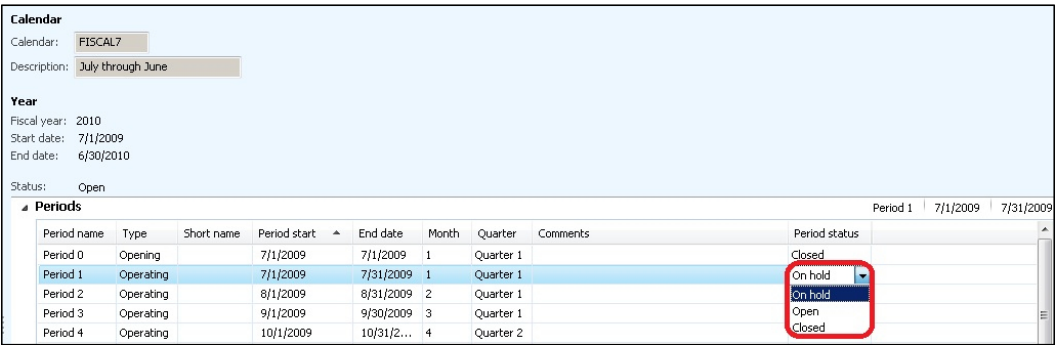 Calendar
Calendar: FISCAL7
Description: July through June
Year
Fiscal year: 2010
Start date: 7/1/2009
End date: 6/30/2010
Status: Open
Periods Period 1 7/1/2009 7/31/2009
Period name Type Short name Period start End date Month Quarter Comments Period status
Period 0 Opening 7/1/2009 7/1/2009 1 Quarter 1 Closed
Period 1 Operating 7/1/2009 7/31/2009 1 Quarter 1 On hold
Period 2 Operating 8/1/2009 8/31/2009 2 Quarter 1 On hold
Period 3 Operating 9/1/2009 9/30/2009 3 Quarter 1 Open
Period 4 Operating 10/1/2009 10/31/2... 4 Quarter 2 Closed